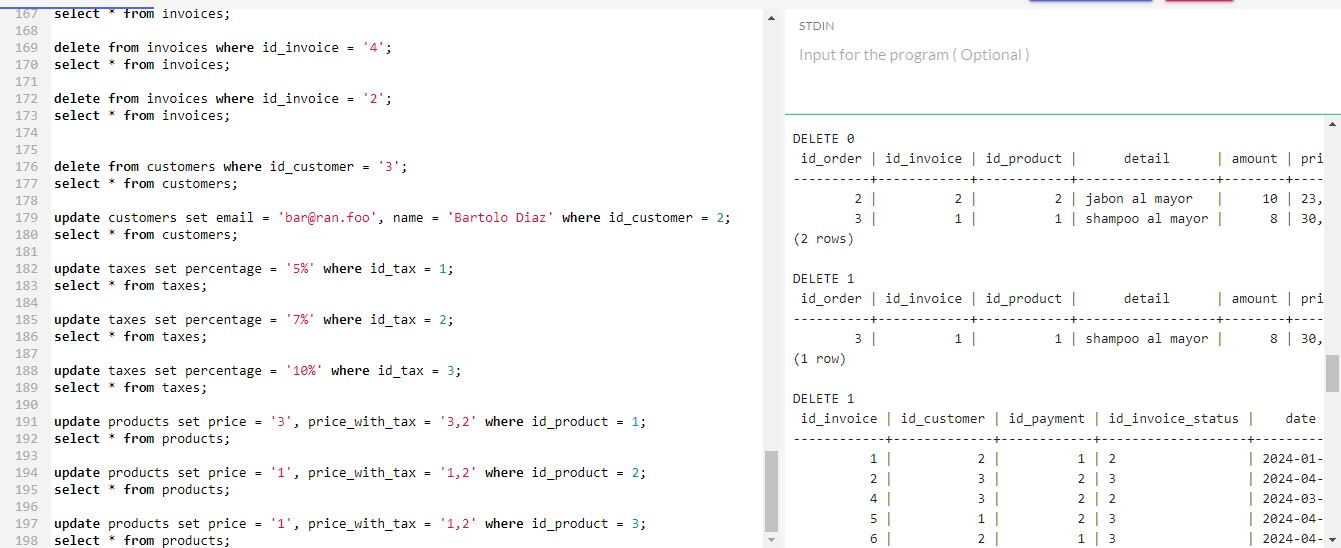 167 select * from invoices;
168
169 delete from invoices where id_invoice = '4';
170 select * from invoices;
171
172 delete from invoices where id_invoice = '2';
173 select * from invoices;
174
175
176 delete from customers where id_customer = '3';
177 select * from customers;
178
179 update customers set email = 'bar@ran.foo', name = 'Bartolo Diaz' where id_customer = 2;
180 select * from customers;
181
182 update taxes set percentage = '5%' where id_tax = 1;
183 select * from taxes;
184
185 update taxes set percentage = '7%' where id_tax = 2;
186 select * from taxes;
187
188 update taxes set percentage = '10%' where id_tax = 3;
189 select * from taxes;
190
191 update products set price = '3', price_with_tax = '3,2' where id_product = 1;
192 select * from products;
193
194 update products set price = '1', price_with_tax = '1,2' where id_product = 2;
195 select * from products;
196
197 update products set price = '1', price_with_tax = '1,2' where id_product = 3;
198 select * from products;
STDIN
Input for the program ( Optional )
DELETE 0
id_order | id_invoice | id_product | detail | amount | pri
----------+------------+------------+------------------+--------+----
2 | 2 | 2 | jabon al mayor | 10 | 23,
3 | 1 | 1 | shampoo al mayor | 8 | 30,
(2 rows)
DELETE 1
id_order | id_invoice | id_product | detail | amount | pri
----------+------------+------------+------------------+--------+----
3 | 1 | 1 | shampoo al mayor | 8 | 30,
(1 row)
DELETE 1
id_invoice | id_customer | id_payment | id_invoice_status | date
------------+-------------+------------+-------------------+---------
1 | 2 | 1 | 2 | 2024-01-
2 | 3 | 2 | 3 | 2024-04-
4 | 3 | 2 | 2 | 2024-03-
5 | 1 | 2 | 3 | 2024-04-
6 | 2 | 1 | 3 | 2024-04-